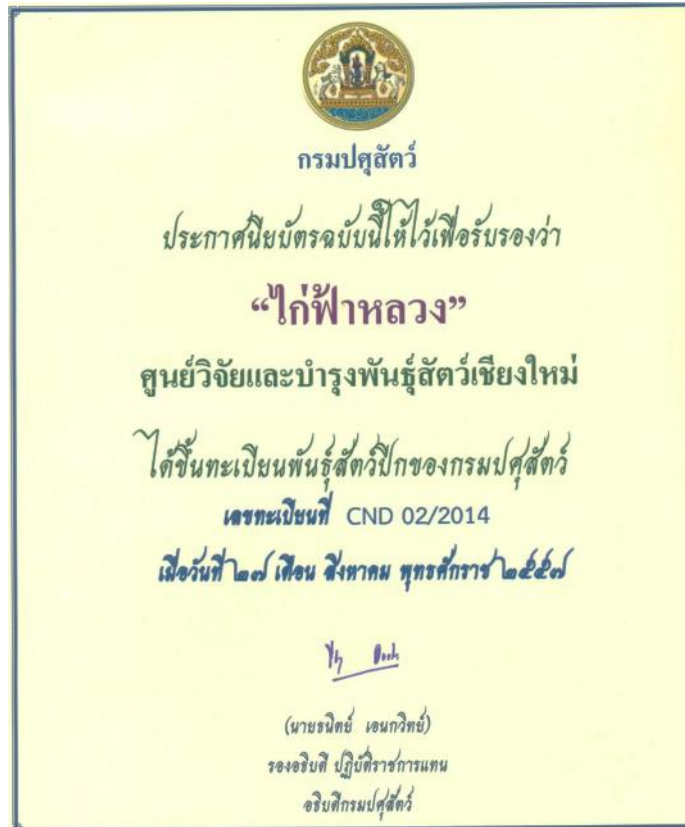 กรมปศุสัตว์
ประกาศนียบัตรฉบับนี้ให้ไว้เพื่อรับรองว่า
“ไก่ฟ้าหลวง”
ศูนย์วิจัยและบำรุงพันธุ์สัตว์เชียงใหม่
ได้ขึ้นทะเบียนพันธุ์สัตว์ปีกของกรมปศุสัตว์
เลขทะเบียนที่ CND 02/2014
เมื่อวันที่ ๒๗ เดือน สิงหาคม พุทธศักราช ๒๕๕๗
(นายธนิตย์ เอนกวิทย์)
รองอธิบดี ปฏิบัติราชการแทน
อธิบดีกรมปศุสัตว์